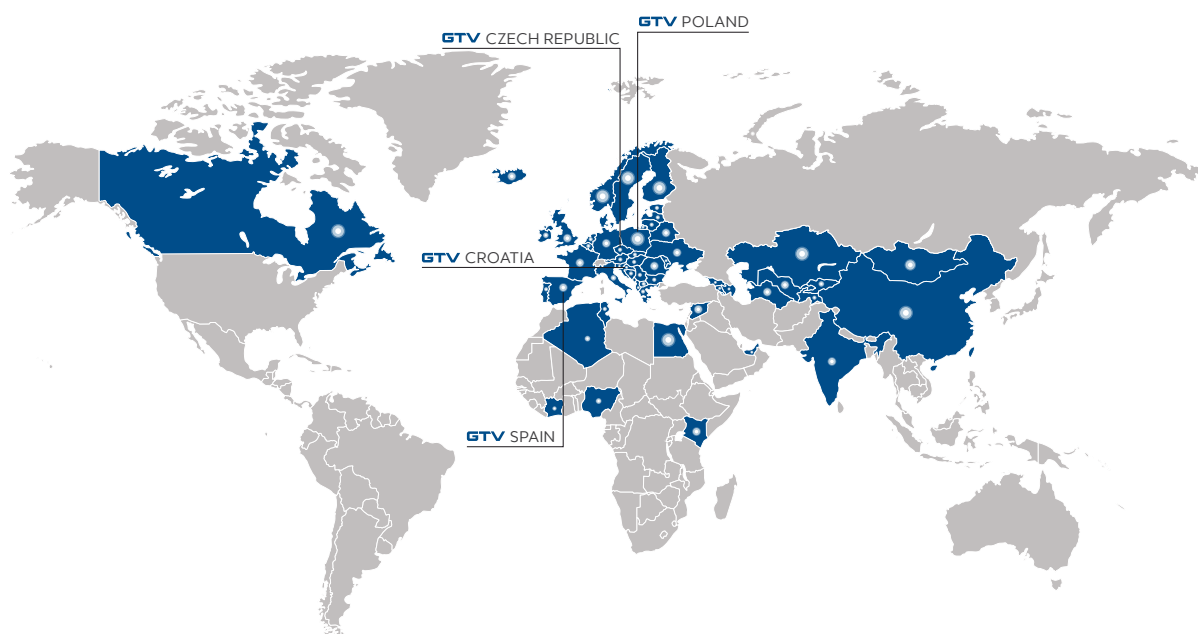 GTV POLAND
GTV CZECH REPUBLIC
GTV CROATIA
GTV SPAIN